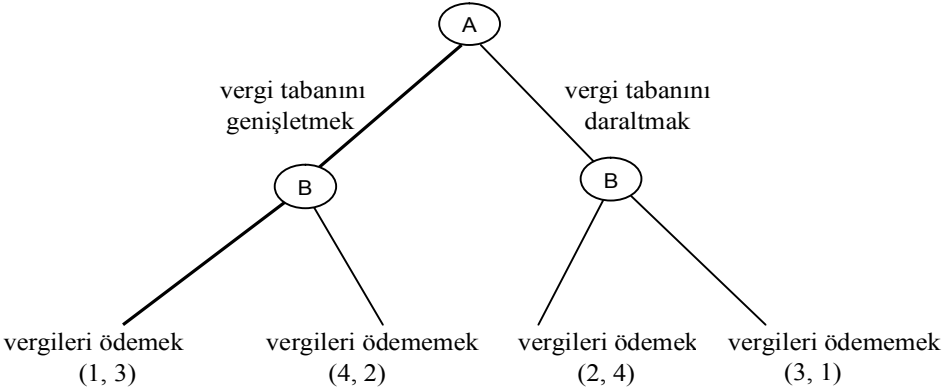 A
vergi tabanını
genişletmek
vergi tabanını
daraltmak
B
B
vergileri ödemek
(1, 3)
vergileri ödememek
(4, 2)
vergileri ödemek
(2, 4)
vergileri ödememek
(3, 1)